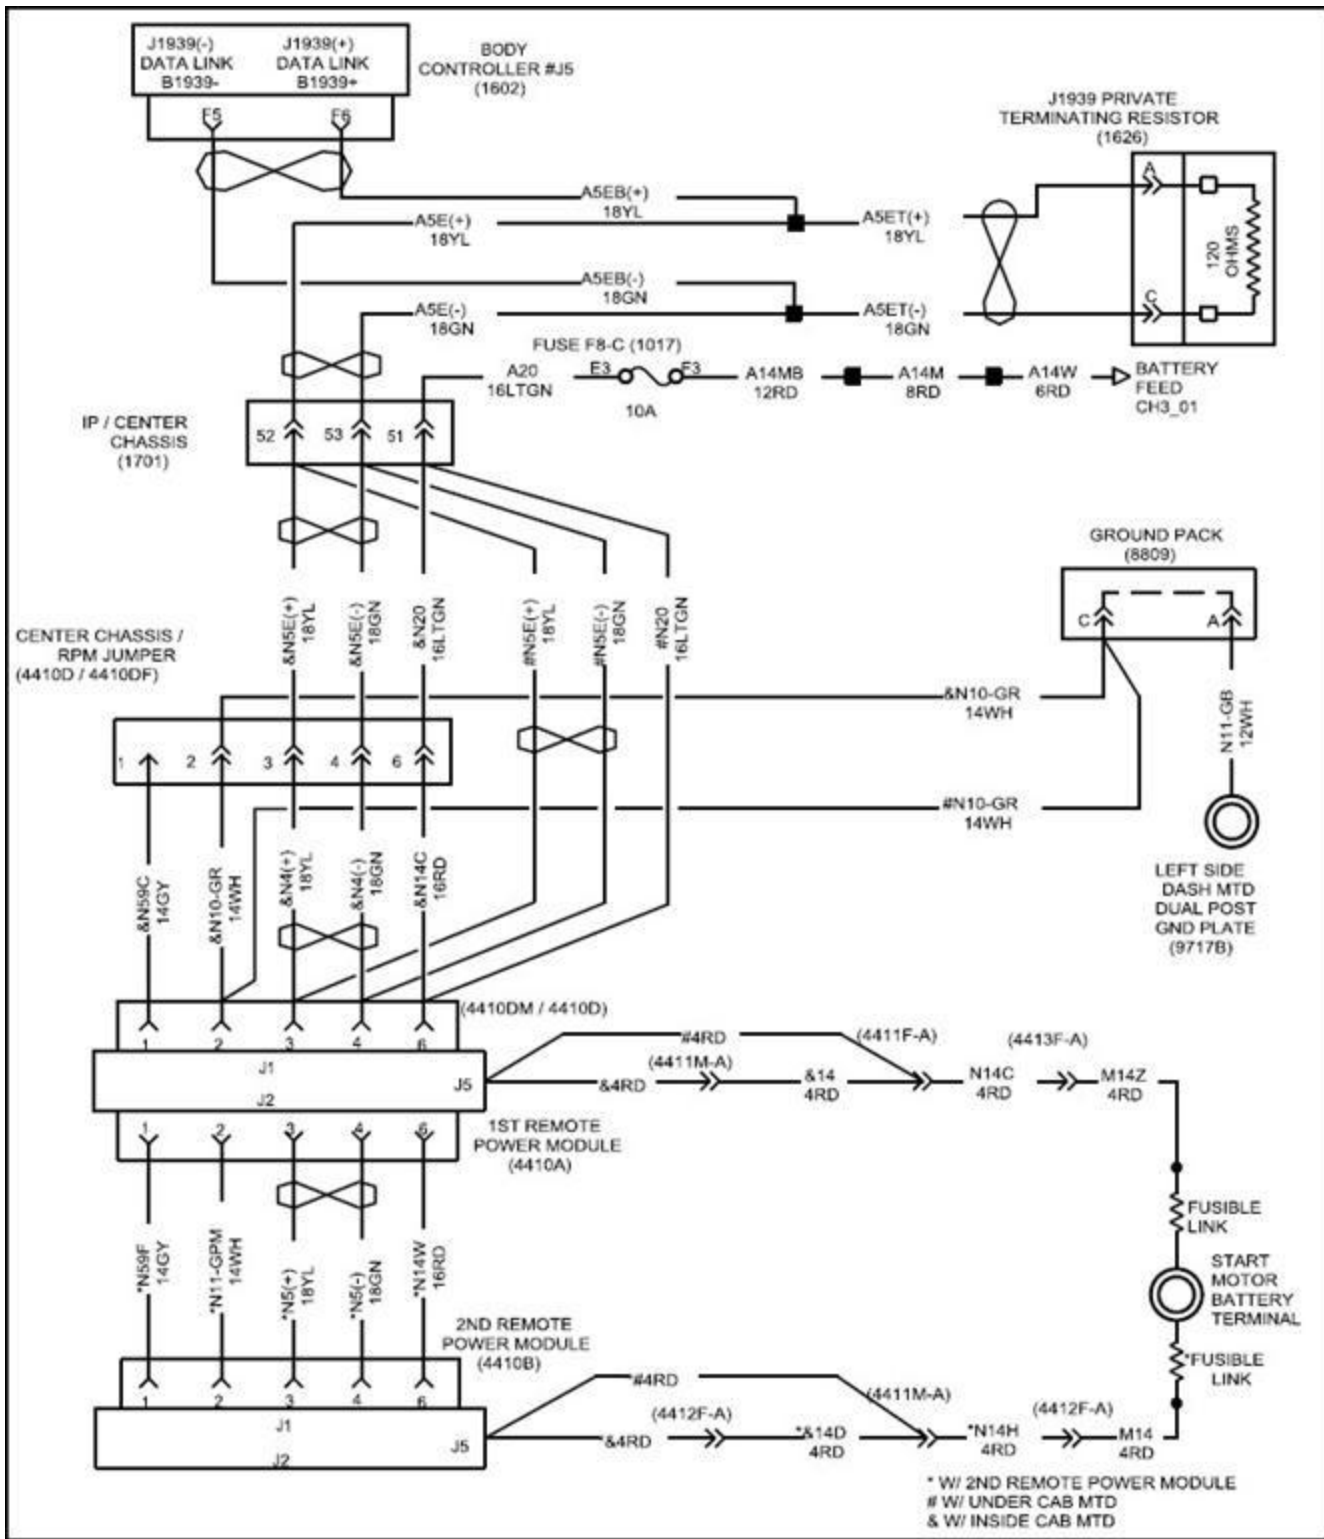 J1939(-)
DATA LINK
B1939-
J1939(+)
DATA LINK
B1939+
BODY
CONTROLLER #J5
(1602)
F5
F6
J1939 PRIVATE
TERMINATING RESISTOR
(1626)
A
C
120
OHMS
A5EB(+)
18YL
A5E(+)
18YL
A5ET(+)
18YL
A5EB(-)
18GN
A5E(-)
18GN
A5ET(-)
18GN
FUSE F8-C (1017)
A20
16LTGN
E3
F3
10A
A14MB
12RD
A14M
8RD
A14W
6RD
BATTERY
FEED
CH3_01
IP / CENTER
CHASSIS
(1701)
52
53
51
GROUND PACK
(8809)
C
A
&N5E(+)
18YL
&N5E(-)
18GN
&N20
16LTGN
#N5E(+)
18YL
#N5E(-)
18GN
#N20
16LTGN
CENTER CHASSIS /
RPM JUMPER
(4410D / 4410DF)
&N10-GR
14WH
N11-GB
12WH
1
2
3
4
6
#N10-GR
14WH
LEFT SIDE
DASH MTD
DUAL POST
GND PLATE
(9717B)
&N59C
14GY
&N10-GR
14WH
&N4(+)
18YL
&N4(-)
18GN
&N14C
16RD
(4410DM / 4410D)
1
2
3
4
6
J1
J2
J5
#4RD
(4411F-A)
(4413F-A)
(4411M-A)
&4RD
&14
4RD
N14C
4RD
M14Z
4RD
1
2
3
4
6
1ST REMOTE
POWER MODULE
(4410A)
FUSIBLE
LINK
*N59F
14GY
*N11-GPM
14WH
*N5(+)
18YL
*N5(-)
18GN
*N14W
16RD
START
MOTOR
BATTERY
TERMINAL
2ND REMOTE
POWER MODULE
(4410B)
*FUSIBLE
LINK
1
2
3
4
6
J1
J2
J5
#4RD
(4411M-A)
(4412F-A)
(4412F-A)
*&4RD
*&14D
4RD
*N14H
4RD
M14
4RD
* W/ 2ND REMOTE POWER MODULE
# W/ UNDER CAB MTD
& W/ INSIDE CAB MTD